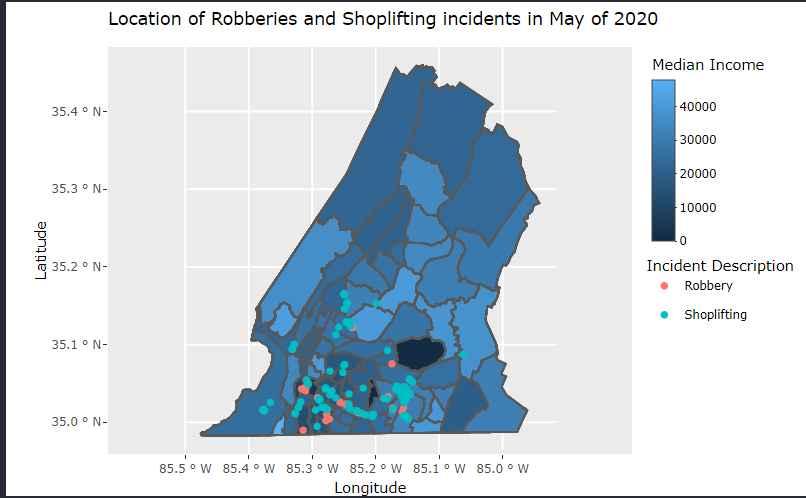 Location of Robberies and Shoplifting incidents in May of 2020
Latitude
35.4 ° N
35.3 ° N
35.2 ° N
35.1 ° N
35.0 ° N
85.5 ° W 85.4 ° W 85.3 ° W 85.2 ° W 85.1 ° W 85.0 ° W
Longitude
Median Income
40000
30000
20000
10000
0
Incident Description
Robbery
Shoplifting